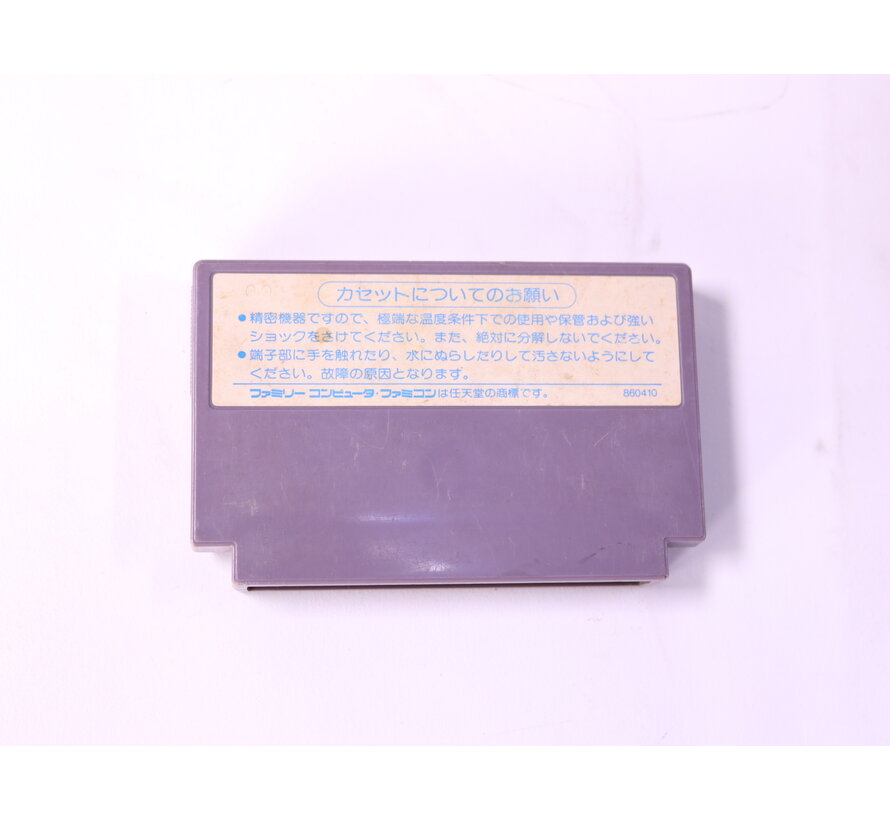 カセットについてのお願い
●精密機器ですので、極端な温度条件下での使用や保管および強い
ショックをさけてください。また、絶対に分解しないでください。
●端子部に手を触れたり、水にぬらしたりして汚さないようにして
ください。故障の原因となります。
ファミリー コンピュータ・ファミコンは任天堂の商標です。 860410